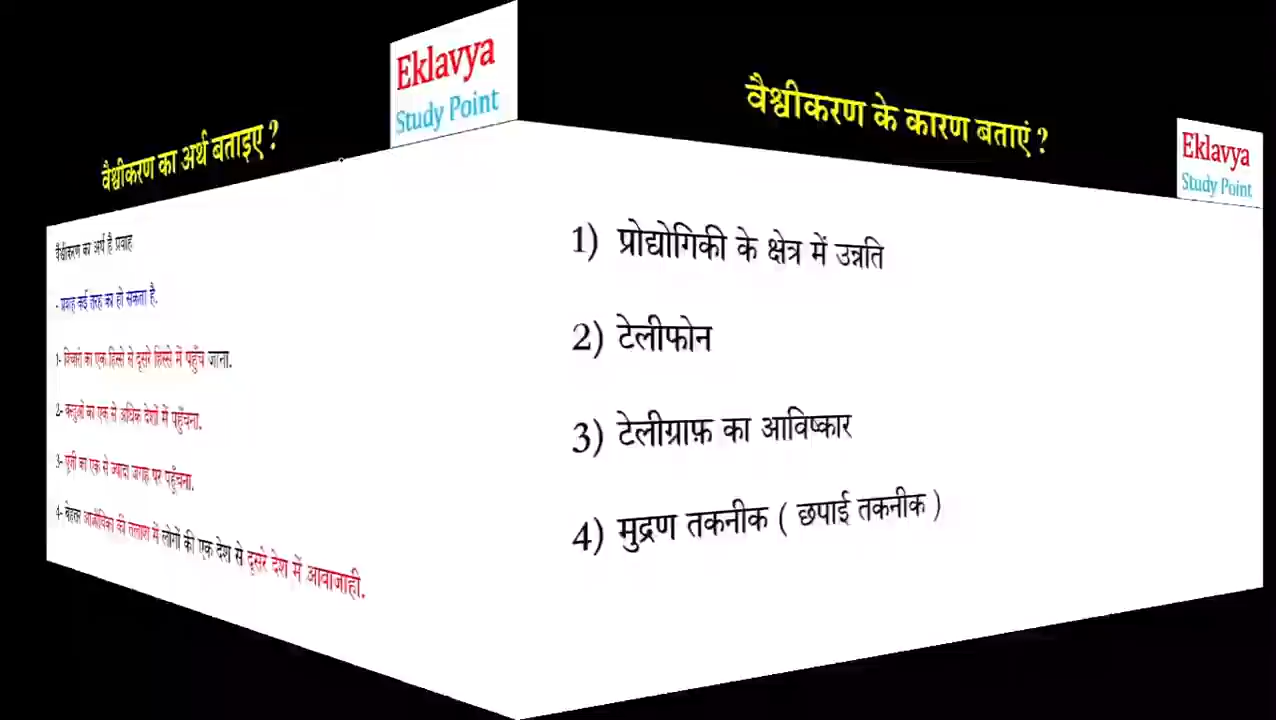 वैश्वीकरण का अर्थ बताइए ?
Eklavya
Study Point
वैश्वीकरण का अर्थ है प्रवाह
- प्रवाह कई तरह का हो सकता है.
1- विचारों का एक हिस्से से दूसरे हिस्से में पहुँच जाना.
2- वस्तुओं का एक से अधिक देशों में पहुँचना.
3- पूंजी का एक से ज्यादा जगह पर पहुँचना.
4- बेहतर आजीविका की तलाश में लोगों की एक देश से दूसरे देश में आवाजाही.
वैश्वीकरण के कारण बताएं ?
Eklavya
Study Point
1) प्रोद्योगिकी के क्षेत्र में उन्नति
2) टेलीफोन
3) टेलीग्राफ़ का आविष्कार
4) मुद्रण तकनीक ( छपाई तकनीक )